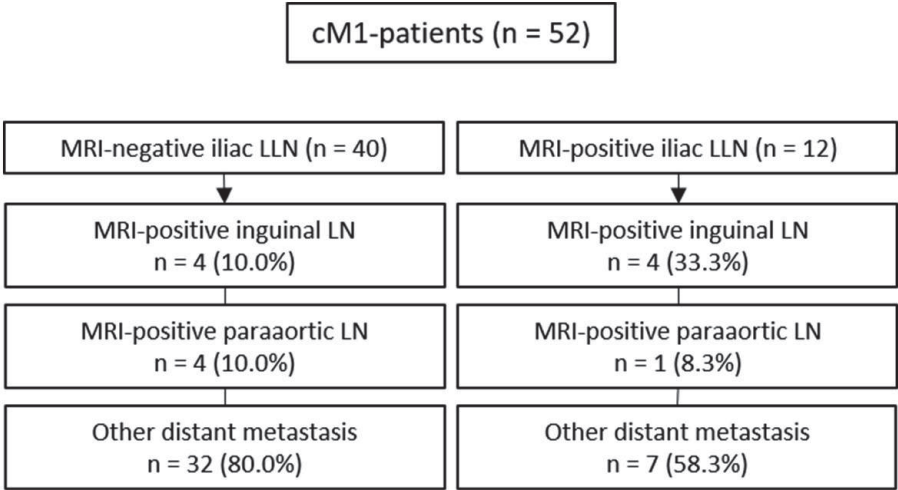 cM1-patients (n = 52)
MRI-negative iliac LLN (n = 40)
MRI-positive inguinal LN
n = 4 (10.0%)
MRI-positive paraaortic LN
n = 4 (10.0%)
Other distant metastasis
n = 32 (80.0%)
MRI-positive iliac LLN (n = 12)
MRI-positive inguinal LN
n = 4 (33.3%)
MRI-positive paraaortic LN
n = 1 (8.3%)
Other distant metastasis
n = 7 (58.3%)